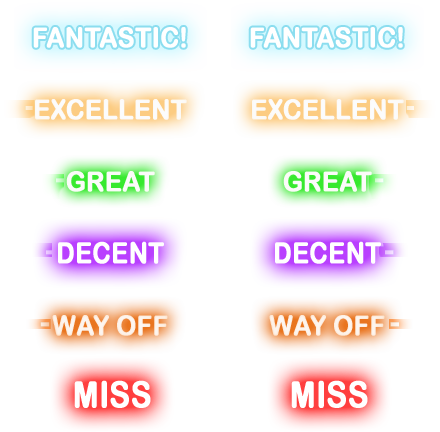 FANTASTIC! FANTASTIC!
-EXCELLENT EXCELLENT-
-GREAT GREAT-
-DECENT DECENT-
-WAY OFF WAY OFF-
MISS MISS